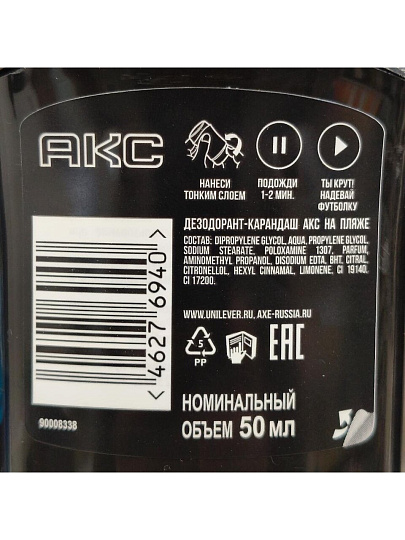 АКС
НАНЕСИ
ТОНКИМ СЛОЕМ
ПОДОЖДИ
1-2 МИН.
ТЫ КРУТ!
НАДЕВАЙ
ФУТБОЛКУ
ДЕЗОДОРАНТ-КАРАНДАШ АКС НА ПЛЯЖЕ
СОСТАВ: DIPROPYLENE GLYCOL, AQUA, PROPYLENE GLYCOL,
SODIUM STEARATE, POLOXAMINE 1307, PARFUM,
AMINOMETHYL PROPANOL, DISODIUM EDTA, BHT, CITRAL,
CITRONELLOL, HEXYL CINNAMAL, LIMONENE, CI 19140,
CI 17200.
WWW.UNILEVER.RU, AXE-RUSSIA.RU
5
PP
EAC
НОМИНАЛЬНЫЙ
ОБЪЕМ 50 МЛ
< 4627 6940 >
90008338